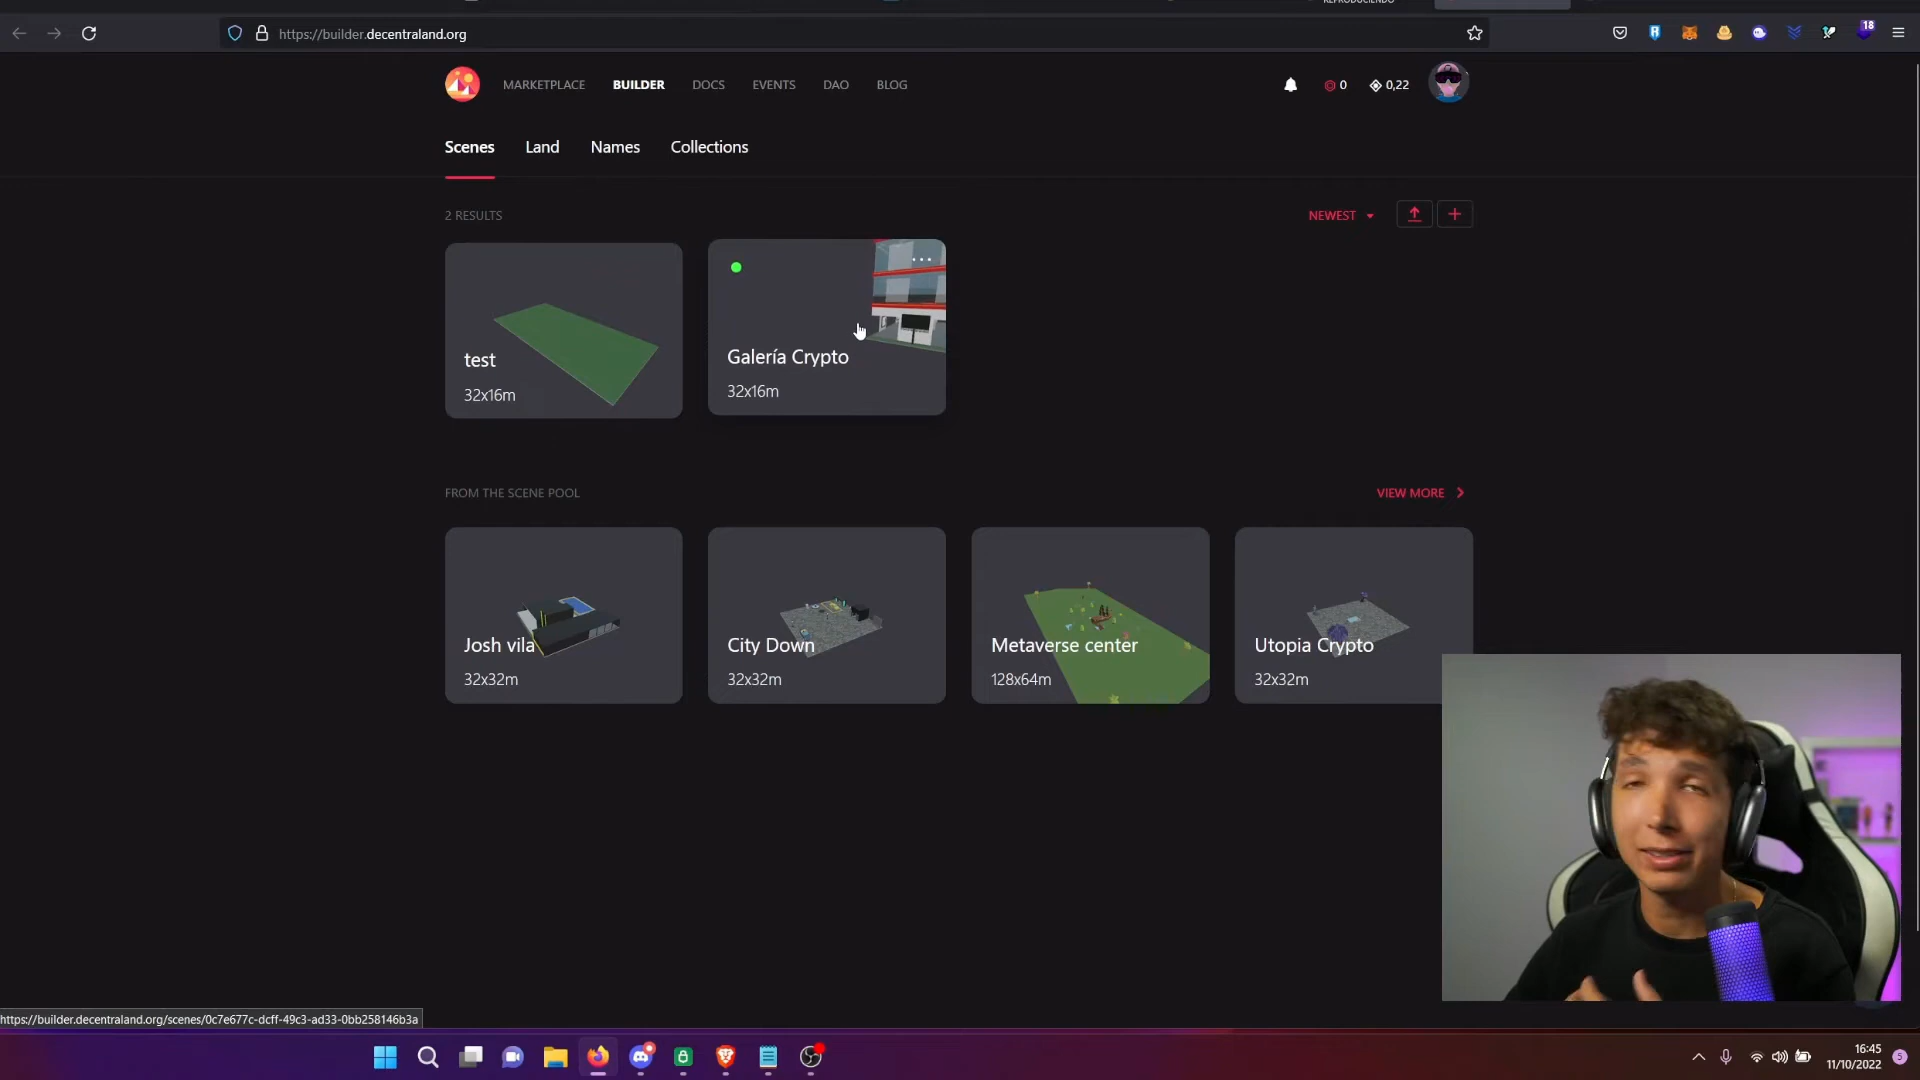 REPRODUCIENDO
https://builder.decentraland.org
18
MARKETPLACE BUILDER DOCS EVENTS DAO BLOG
0 0,22
Scenes Land Names Collections
2 RESULTS
NEWEST
test
32x16m
Galería Crypto
32x16m
FROM THE SCENE POOL
VIEW MORE
Josh vila
32x32m
City Down
32x32m
Metaverse center
128x64m
Utopia Crypto
32x32m
https://builder.decentraland.org/scenes/0c7e677c-dcff-49c3-ad33-0bb258146b3a
16:45
11/10/2022
5